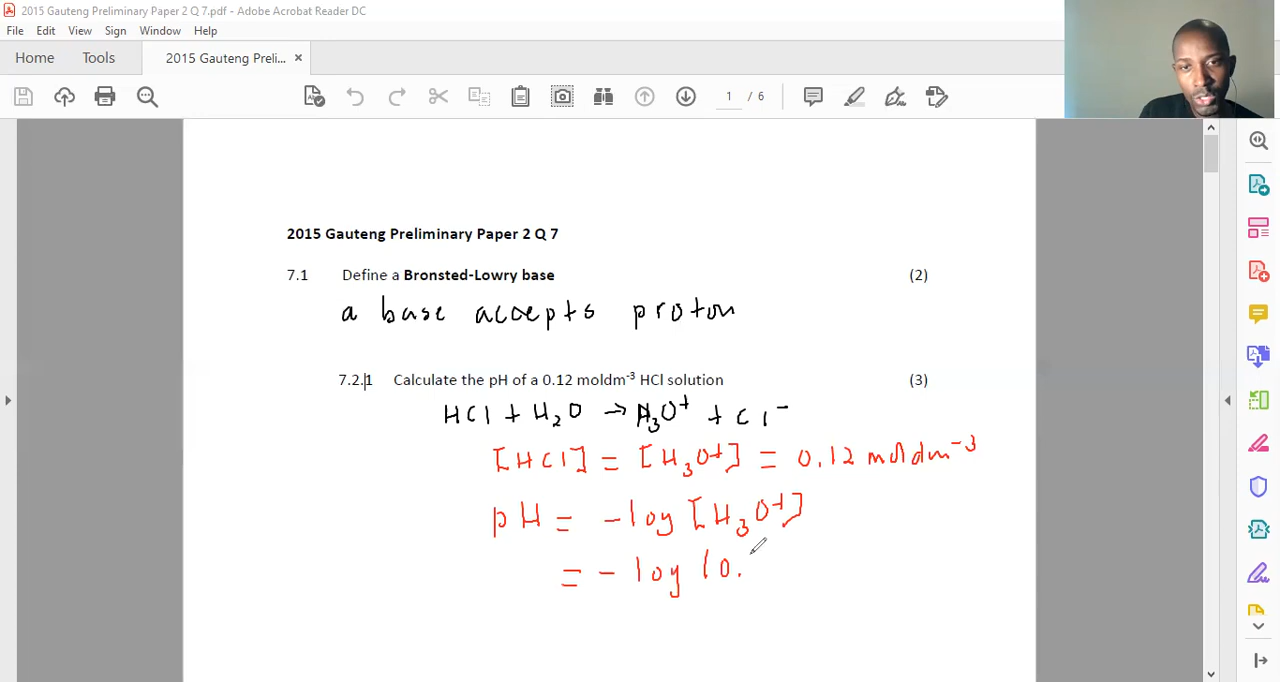 2015 Gauteng Preliminary Paper 2 Q 7.pdf - Adobe Acrobat Reader DC
File Edit View Sign Window Help
Home Tools 2015 Gauteng Preli... ×
1 / 6
2015 Gauteng Preliminary Paper 2 Q 7
7.1 Define a Bronsted-Lowry base (2)
a base accepts proton
7.2.1 Calculate the pH of a 0.12 moldm⁻³ HCl solution (3)
HCl + H₂O → H₃O⁺ + Cl⁻
[HCl] = [H₃O⁺] = 0.12 moldm⁻³
pH = -log [H₃O⁺]
= -log (0.